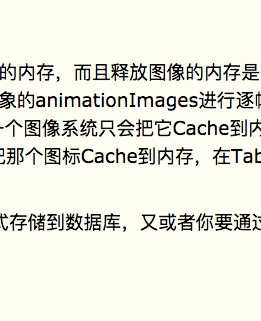 的内存，而且释放图像的内存是
象的animationImages进行逐帧
一个图像系统只会把它Cache到内
把那个图标Cache到内存，在Tab
式存储到数据库，又或者你要通过